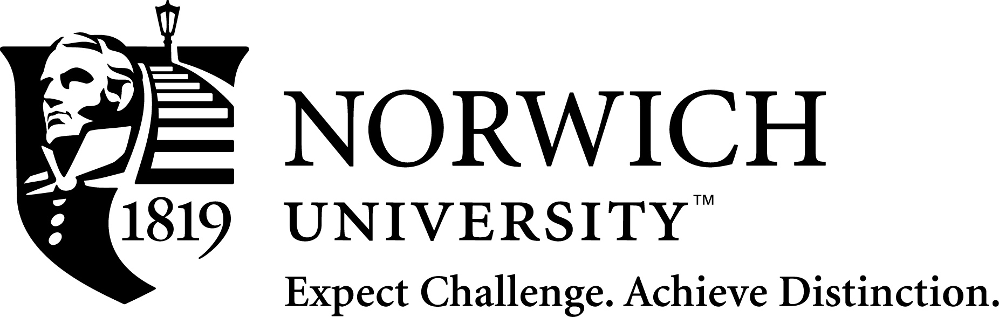 1819
NORWICH
UNIVERSITY™
Expect Challenge. Achieve Distinction.